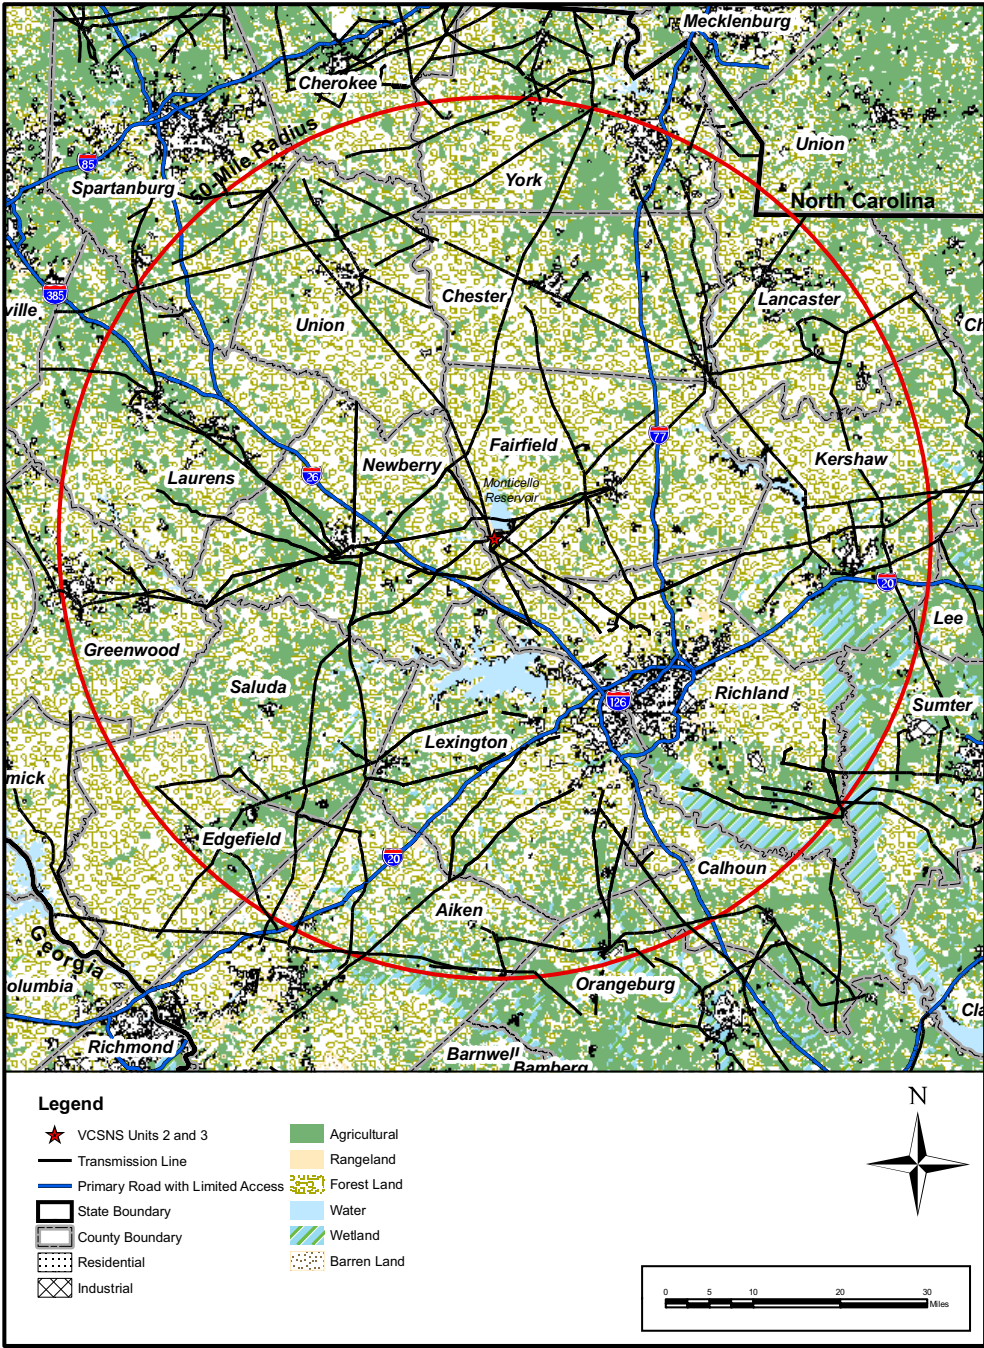 Mecklenburg
Cherokee
50 Mile Radius
Union
85
Spartanburg
York
North Carolina
385
ville
Chester
Lancaster
Union
Ch
77
Fairfield
Newberry
Kershaw
26
Laurens
Monticello
Reservoir
20
Lee
Greenwood
Saluda
Richland
126
Sumter
Lexington
mick
Edgefield
20
Calhoun
Aiken
Georgia
olumbia
Orangeburg
Cla
Richmond
Barnwell
Bamberg
Legend
VCSNS Units 2 and 3
Transmission Line
Primary Road with Limited Access
State Boundary
County Boundary
Residential
Industrial
Agricultural
Rangeland
Forest Land
Water
Wetland
Barren Land
N
0 5 10 20 30
Miles